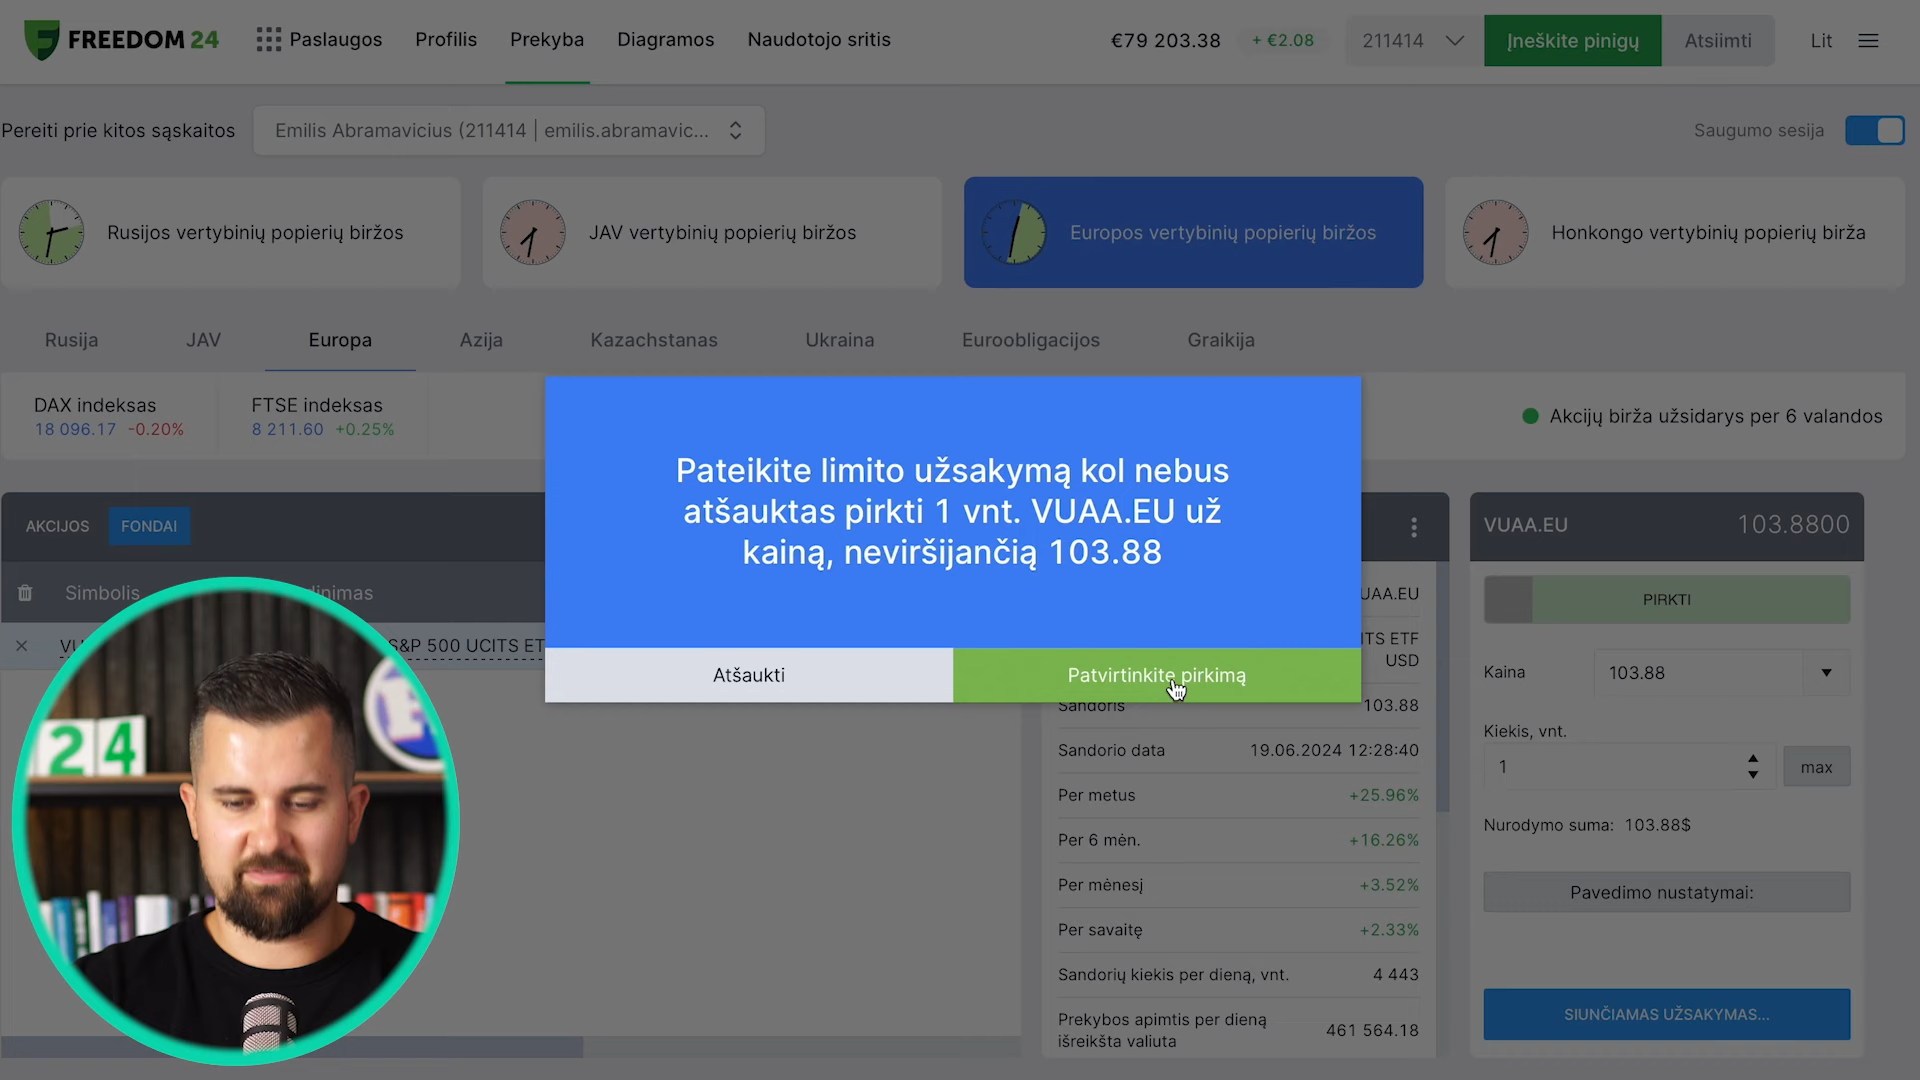 FREEDOM 24
Paslaugos
Profilis
Prekyba
Diagramos
Naudotojo sritis
€79 203.38
+ €2.08
211414
Įneškite pinigų
Atsiimti
Lit
Pereiti prie kitos sąskaitos
Emilis Abramavicius (211414 | emilis.abramavic...
Saugumo sesija
Rusijos vertybinių popierių biržos
JAV vertybinių popierių biržos
Europos vertybinių popierių biržos
Honkongo vertybinių popierių birža
Rusija
JAV
Europa
Azija
Kazachstanas
Ukraina
Euroobligacijos
Graikija
DAX indeksas
18 096.17 -0.20%
FTSE indeksas
8 211.60 +0.25%
Akcijų birža užsidarys per 6 valandos
Pateikite limito užsakymą kol nebus
atšauktas pirkti 1 vnt. VUAA.EU už
kainą, neviršijančią 103.88
Atšaukti
Patvirtinkite pirkimą
AKCIJOS
FONDAI
Simbolis
S&P 500 UCITS ET
24
ETF
USD
Sandoris 103.88
Sandorio data 19.06.2024 12:28:40
Per metus +25.96%
Per 6 mėn. +16.26%
Per mėnesį +3.52%
Per savaitę +2.33%
Sandorių kiekis per dieną, vnt. 4 443
Prekybos apimtis per dieną
išreikšta valiuta
461 564.18
VUAA.EU 103.8800
PIRKTI
Kaina 103.88
Kiekis, vnt.
1
max
Nurodymo suma: 103.88$
Pavedimo nustatymai:
SIUNČIAMAS UŽSAKYMAS...